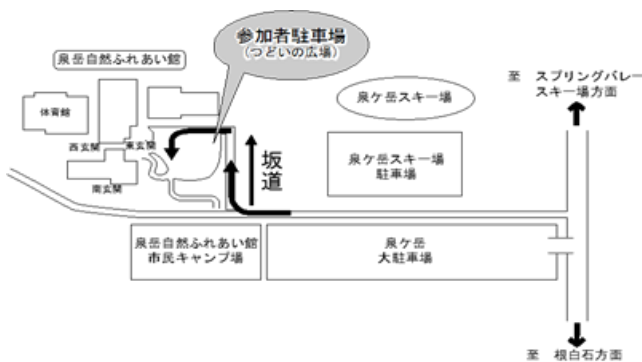 参加者駐車場
(つどいの広場)
泉岳自然ふれあい館
至 スプリングバレー
スキー場方面
泉ケ岳スキー場
体育館
西玄関
東玄関
南玄関
坂道
泉ケ岳スキー場
駐車場
泉岳自然ふれあい館
市民キャンプ場
泉ケ岳
大駐車場
至 根白石方面